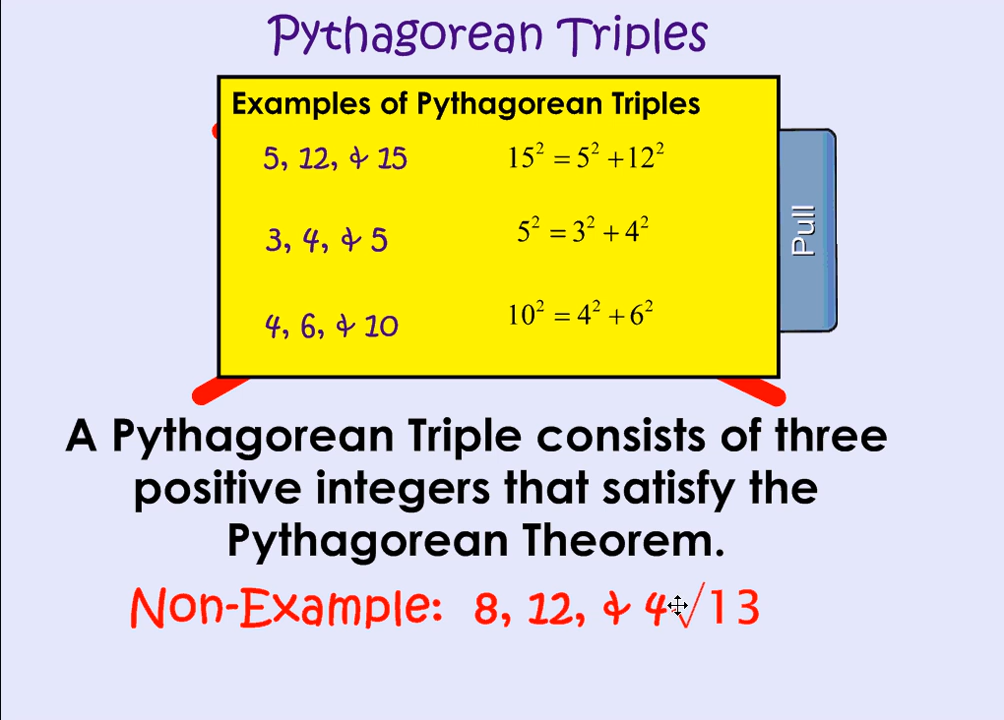 Pythagorean Triples
Examples of Pythagorean Triples
5, 12, & 15
15² = 5² + 12²
3, 4, & 5
5² = 3² + 4²
4, 6, & 10
10² = 4² + 6²
Pull
A Pythagorean Triple consists of three
positive integers that satisfy the
Pythagorean Theorem.
Non-Example: 8, 12, & 4√13